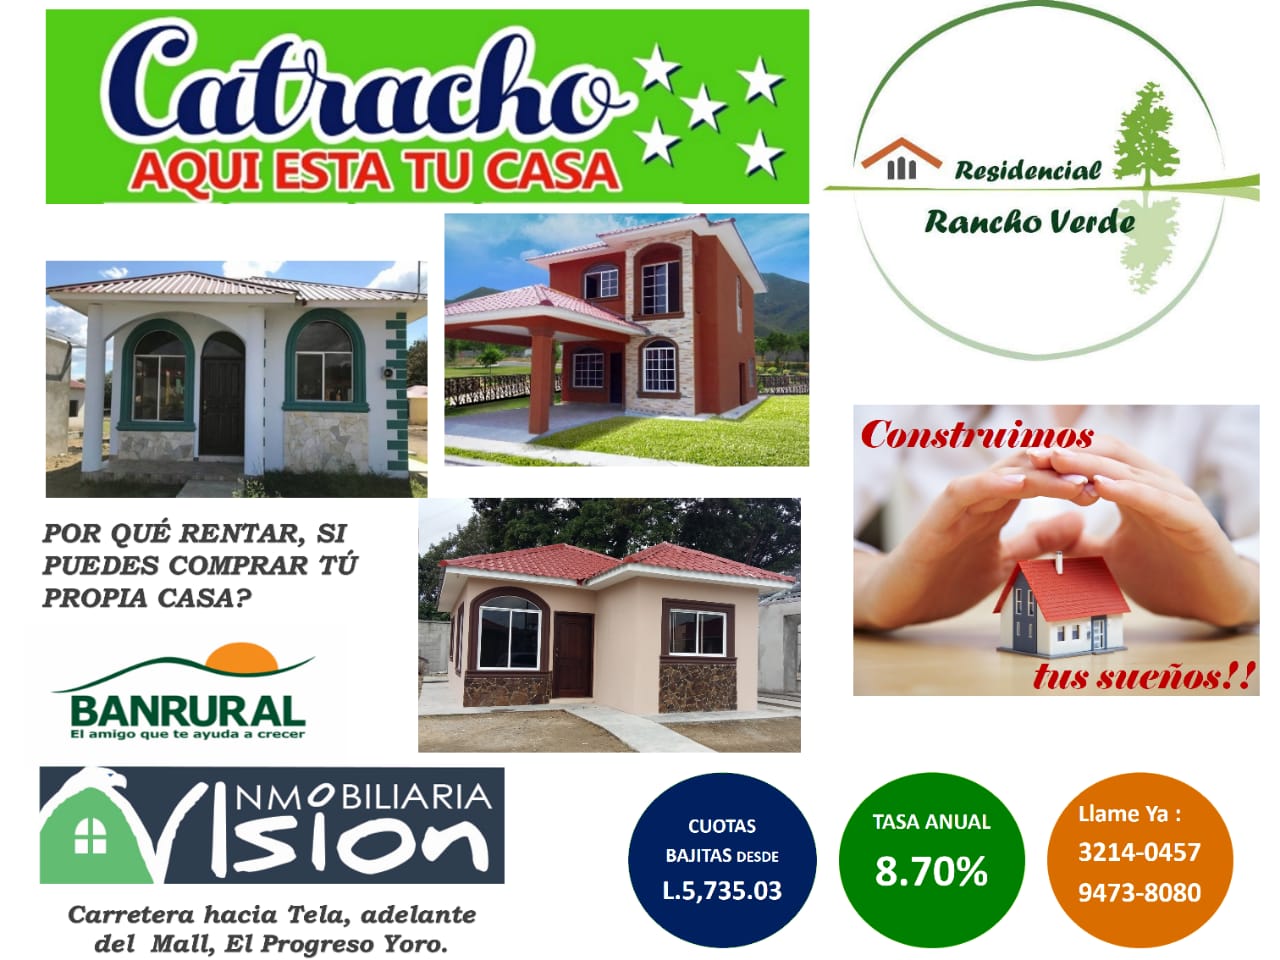 Catracho
AQUI ESTA TU CASA
Residencial
Rancho Verde
Construimos
tus sueños!!
POR QUÉ RENTAR, SI
PUEDES COMPRAR TÚ
PROPIA CASA?
BANRURAL
El amigo que te ayuda a crecer
INMOBILIARIA
VISION
Carretera hacia Tela, adelante
del Mall, El Progreso Yoro.
CUOTAS
BAJITAS DESDE
L.5,735.03
TASA ANUAL
8.70%
Llame Ya :
3214-0457
9473-8080